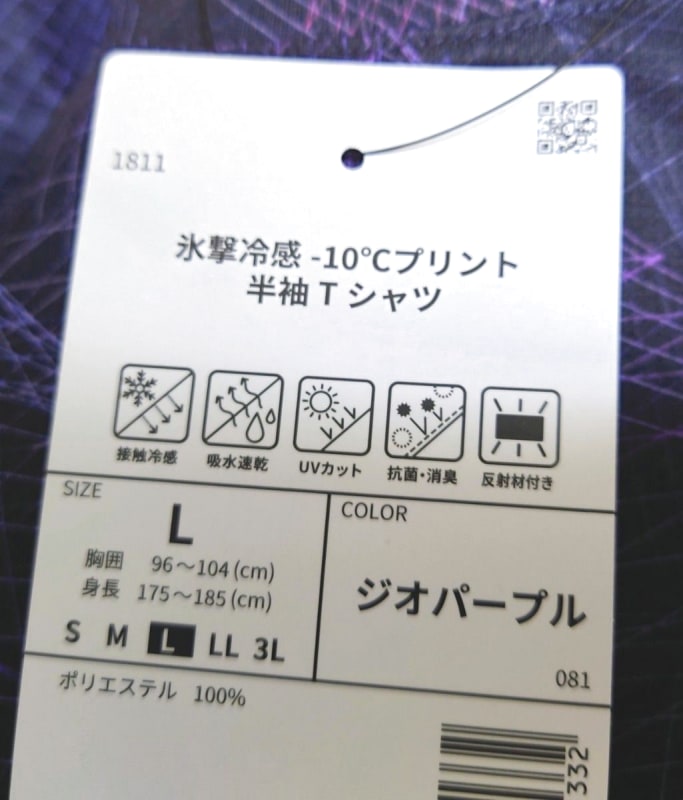 1811
氷撃冷感 -10℃プリント
半袖 T シャツ
接触冷感 吸水速乾 UVカット 抗菌・消臭 反射材付き
SIZE
L
胸囲 96～104(cm)
身長 175～185(cm)
S M L LL 3L
COLOR
ジオパープル
081
ポリエステル 100%
332